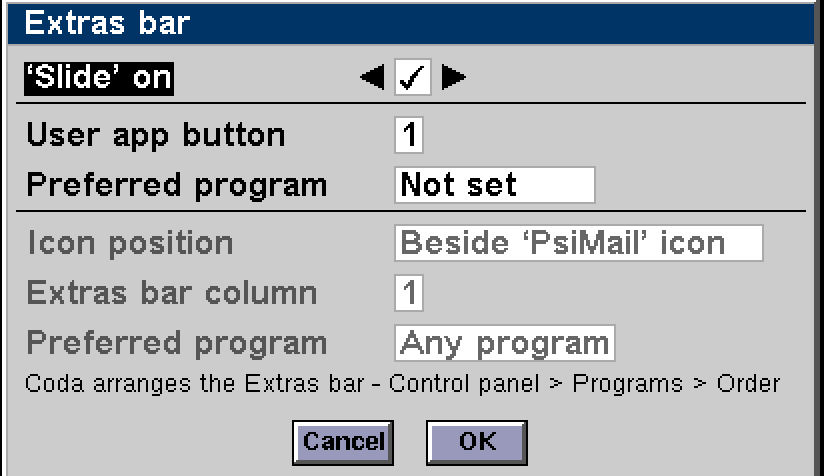 Extras bar
‘Slide’ on ◀ ✓ ▶
User app button 1
Preferred program Not set
Icon position Beside ‘PsiMail’ icon
Extras bar column 1
Preferred program Any program
Coda arranges the Extras bar - Control panel > Programs > Order
Cancel OK